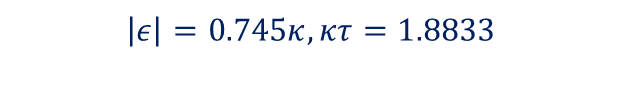 |ϵ| = 0.745κ, κτ = 1.8833